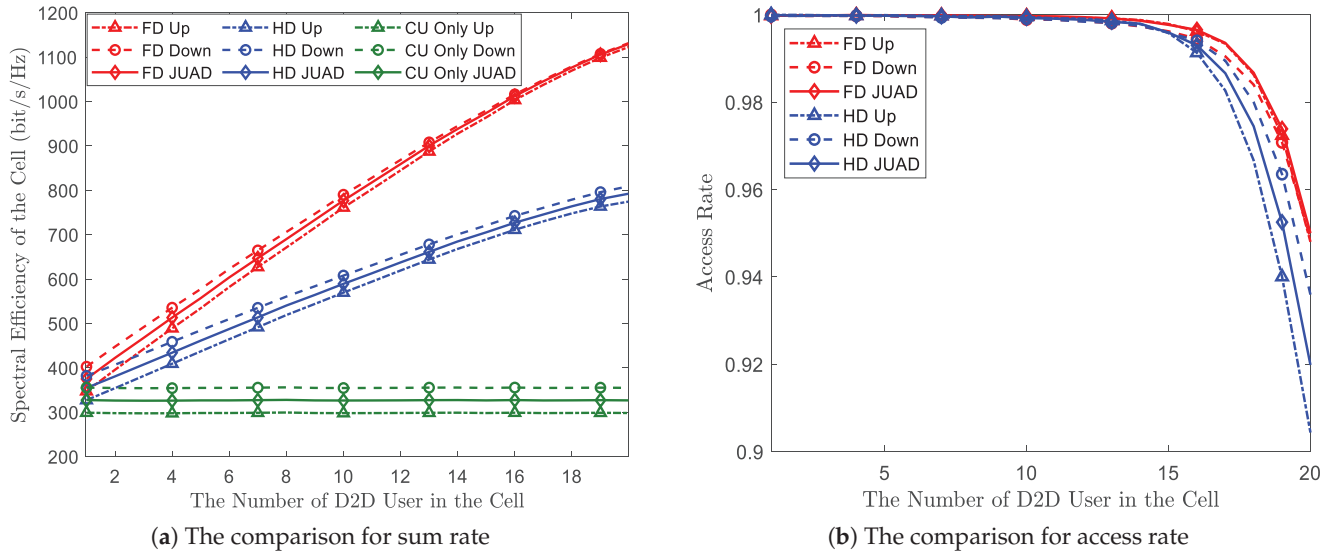 1200
1100
1000
900
800
700
600
500
400
300
200
Spectral Efficiency of the Cell (bit/s/Hz)
FD Up HD Up CU Only Up
FD Down HD Down CU Only Down
FD JUAD HD JUAD CU Only JUAD
2 4 6 8 10 12 14 16 18
The Number of D2D User in the Cell
(a) The comparison for sum rate
1
0.98
0.96
0.94
0.92
0.9
Access Rate
FD Up
FD Down
FD JUAD
HD Up
HD Down
HD JUAD
5 10 15 20
The Number of D2D User in the Cell
(b) The comparison for access rate